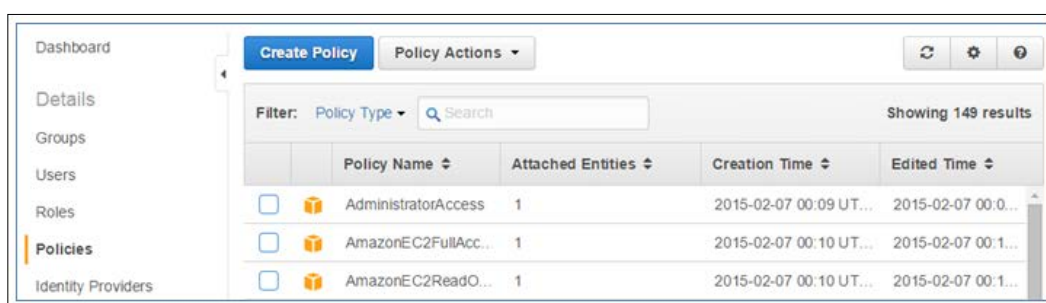 Dashboard
Details
Groups
Users
Roles
Policies
Identity Providers
Create Policy
Policy Actions
Filter: Policy Type Search
Showing 149 results
Policy Name Attached Entities Creation Time Edited Time
AdministratorAccess 1 2015-02-07 00:09 UT... 2015-02-07 00:0...
AmazonEC2FullAcc... 1 2015-02-07 00:10 UT... 2015-02-07 00:1...
AmazonEC2ReadO... 1 2015-02-07 00:10 UT... 2015-02-07 00:1...